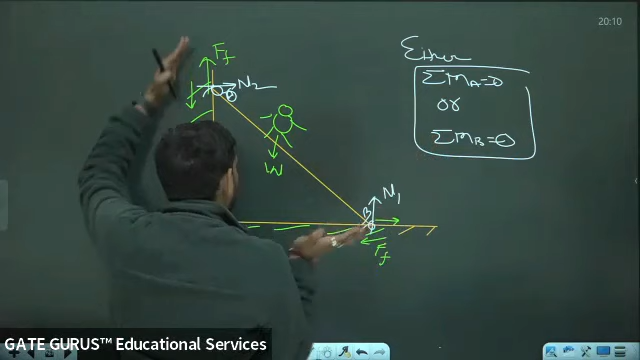 20:10
Either
ΣMA=0
or
ΣMB=0
Ff
N2
W
B
N1
Ff
GATE GURUS™ Educational Services